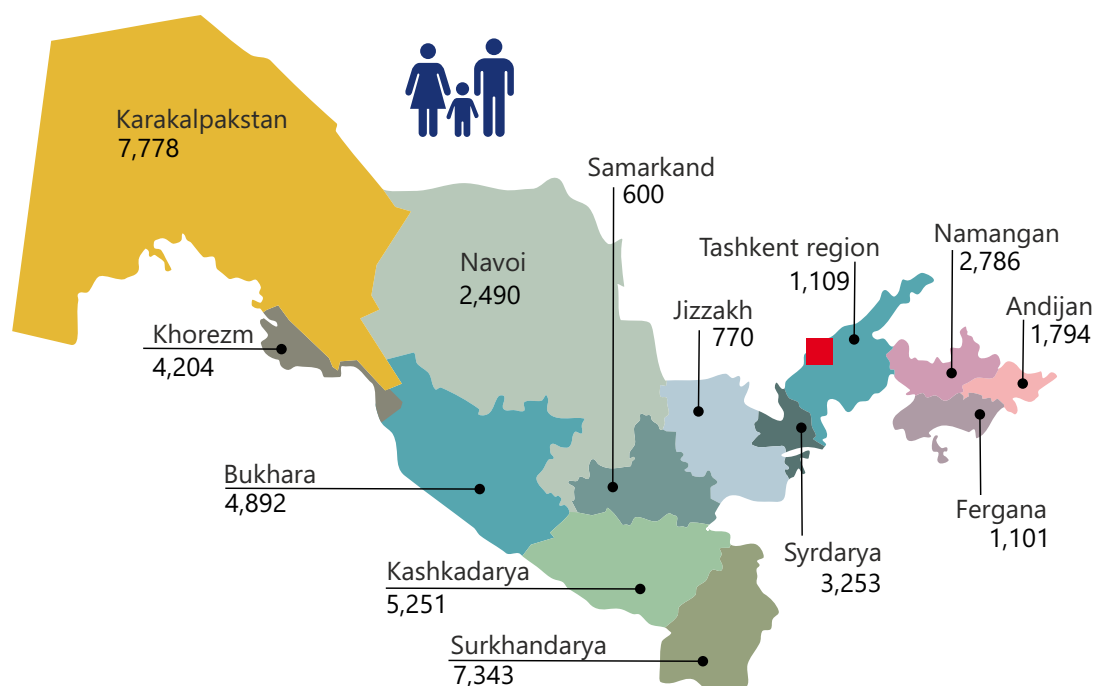 Karakalpakstan
7,778
Samarkand
600
Navoi
2,490
Tashkent region
1,109
Namangan
2,786
Andijan
1,794
Khorezm
4,204
Jizzakh
770
Bukhara
4,892
Fergana
1,101
Syrdarya
3,253
Kashkadarya
5,251
Surkhandarya
7,343